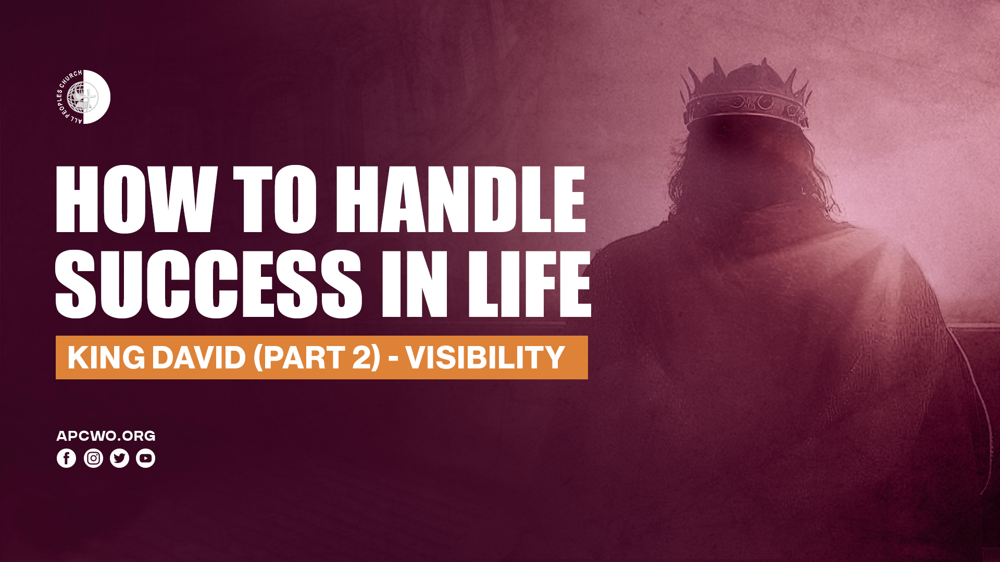 ALL PEOPLES CHURCH
HOW TO HANDLE
SUCCESS IN LIFE
KING DAVID (PART 2) - VISIBILITY
APCWO.ORG